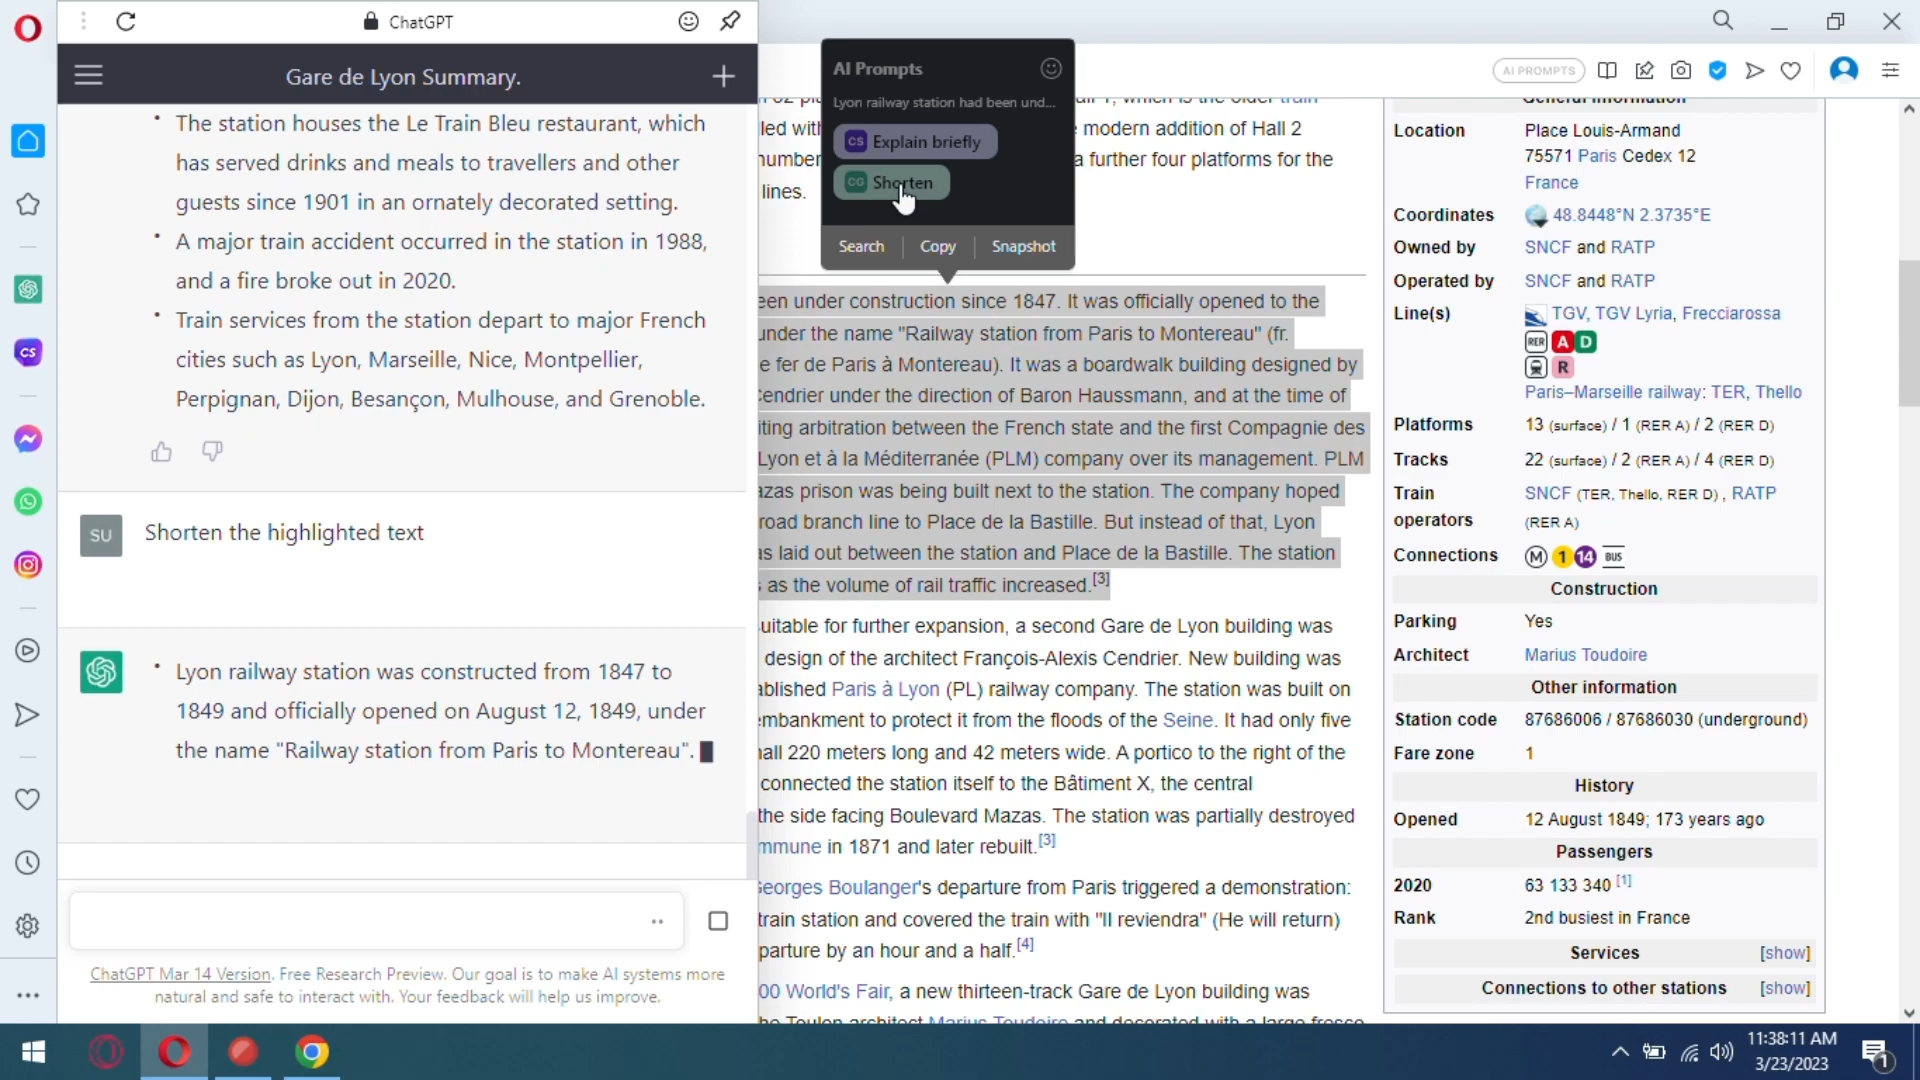 ChatGPT
Gare de Lyon Summary.
The station houses the Le Train Bleu restaurant, which
has served drinks and meals to travellers and other
guests since 1901 in an ornately decorated setting.
A major train accident occurred in the station in 1988,
and a fire broke out in 2020.
Train services from the station depart to major French
cities such as Lyon, Marseille, Nice, Montpellier,
Perpignan, Dijon, Besançon, Mulhouse, and Grenoble.
CS
SU
Shorten the highlighted text
Lyon railway station was constructed from 1847 to
1849 and officially opened on August 12, 1849, under
the name "Railway station from Paris to Montereau".
ChatGPT Mar 14 Version. Free Research Preview. Our goal is to make AI systems more
natural and safe to interact with. Your feedback will help us improve.
AI Prompts
Lyon railway station had been und...
CS Explain briefly
CG Shorten
Search Copy Snapshot
AI PROMPTS
modern addition of Hall 2
a further four platforms for the
lines.
een under construction since 1847. It was officially opened to the
under the name "Railway station from Paris to Montereau" (fr.
e fer de Paris à Montereau). It was a boardwalk building designed by
Cendrier under the direction of Baron Haussmann, and at the time of
iting arbitration between the French state and the first Compagnie des
Lyon et à la Méditerranée (PLM) company over its management. PLM
azas prison was being built next to the station. The company hoped
road branch line to Place de la Bastille. But instead of that, Lyon
as laid out between the station and Place de la Bastille. The station
as the volume of rail traffic increased.[3]
uitable for further expansion, a second Gare de Lyon building was
design of the architect François-Alexis Cendrier. New building was
ablished Paris à Lyon (PL) railway company. The station was built on
embankment to protect it from the floods of the Seine. It had only five
all 220 meters long and 42 meters wide. A portico to the right of the
connected the station itself to the Bâtiment X, the central
the side facing Boulevard Mazas. The station was partially destroyed
mmune in 1871 and later rebuilt.[3]
Georges Boulanger's departure from Paris triggered a demonstration:
train station and covered the train with "Il reviendra" (He will return)
parture by an hour and a half.[4]
00 World's Fair, a new thirteen-track Gare de Lyon building was
he Toulon architect Marius Toudoire and decorated with a large fresco
General information
Location Place Louis-Armand
75571 Paris Cedex 12
France
Coordinates 48.8448°N 2.3735°E
Owned by SNCF and RATP
Operated by SNCF and RATP
Line(s) TGV, TGV Lyria, Frecciarossa
RER A D
R
Paris–Marseille railway: TER, Thello
Platforms 13 (surface) / 1 (RER A) / 2 (RER D)
Tracks 22 (surface) / 2 (RER A) / 4 (RER D)
Train operators SNCF (TER, Thello, RER D) , RATP
(RER A)
Connections M 1 14 BUS
Construction
Parking Yes
Architect Marius Toudoire
Other information
Station code 87686006 / 87686030 (underground)
Fare zone 1
History
Opened 12 August 1849; 173 years ago
Passengers
2020 63 133 340 [1]
Rank 2nd busiest in France
Services [show]
Connections to other stations [show]
11:38:11 AM
3/23/2023
1